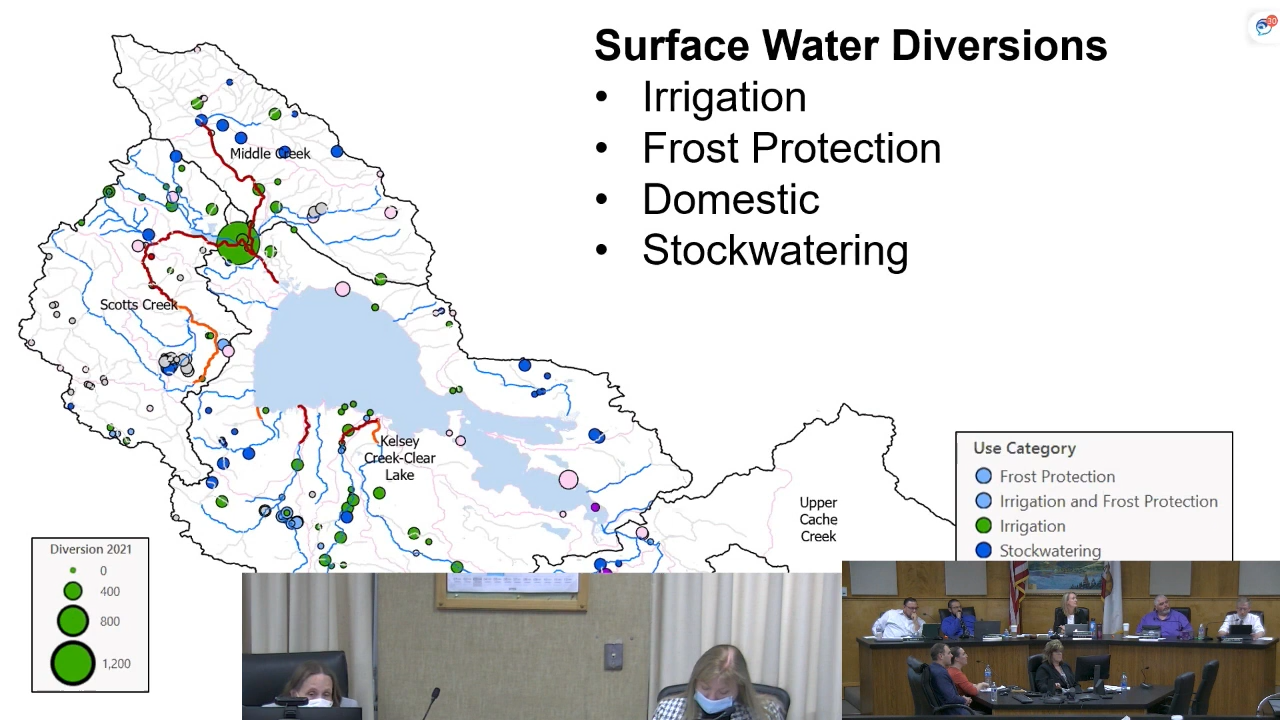 Surface Water Diversions
• Irrigation
• Frost Protection
• Domestic
• Stockwatering
Middle Creek
Scotts Creek
Kelsey
Creek-Clear
Lake
Upper
Cache
Creek
Use Category
Frost Protection
Irrigation and Frost Protection
Irrigation
Stockwatering
Diversion 2021
0
400
800
1,200